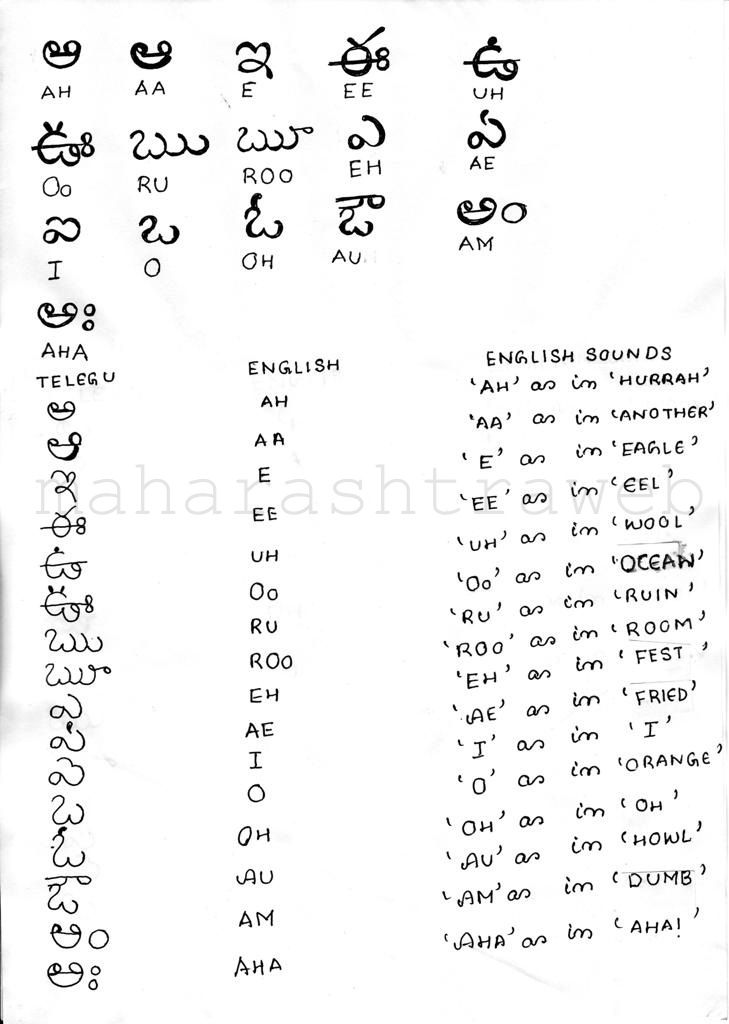 అ ఆ ఇ ఈ ఉ
AH AA E EE UH
ఊ ఋ ౠ ఎ ఏ
Oo RU ROO EH AE
ఐ ఒ ఓ ఔ అం
I O OH AU AM
అః
AHA
TELEGU ENGLISH ENGLISH SOUNDS
అ AH 'AH' as in 'HURRAH'
ఆ AA 'AA' as in 'ANOTHER'
ఇ E 'E' as in 'EAGLE'
ఈ EE 'EE' as in 'EEL'
ఉ UH 'UH' as in 'WOOL'
ఊ Oo 'Oo' as in 'OCEAN'
ఋ RU 'RU' as in 'RUIN'
ౠ ROO 'ROO' as in 'ROOM'
ఎ EH 'EH' as in 'FEST'
ఏ AE 'AE' as in 'FRIED'
ఐ I 'I' as in 'I'
ఒ O 'O' as in 'ORANGE'
ఓ OH 'OH' as in 'OH'
ఔ AU 'AU' as in 'HOWL'
అం AM 'AM' as in 'DUMB'
అః AHA 'AHA' as in 'AHA!'
maharashtraweb